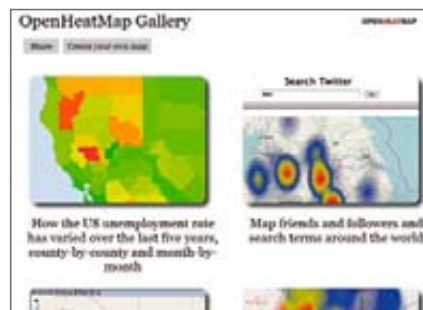 OpenHeatMap Gallery
OPENHEATMAP
Share
Create your own map
Search Twitter
How the US unemployment rate
has varied over the last five years,
county-by-county and month-by-
month
Map friends and followers and
search terms around the world